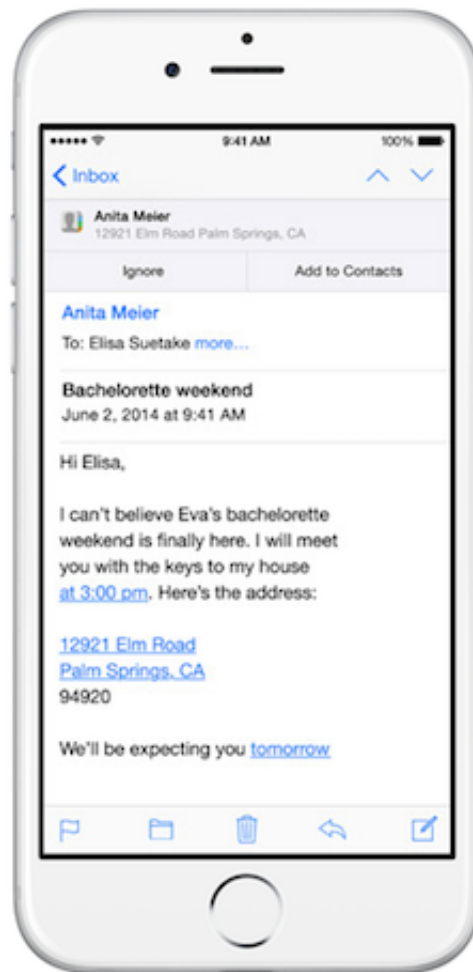 9:41 AM 100%
Inbox
Anita Meier
12921 Elm Road Palm Springs, CA
Ignore Add to Contacts
Anita Meier
To: Elisa Suetake more...
Bachelorette weekend
June 2, 2014 at 9:41 AM
Hi Elisa,
I can't believe Eva's bachelorette
weekend is finally here. I will meet
you with the keys to my house
at 3:00 pm. Here's the address:
12921 Elm Road
Palm Springs, CA
94920
We'll be expecting you tomorrow